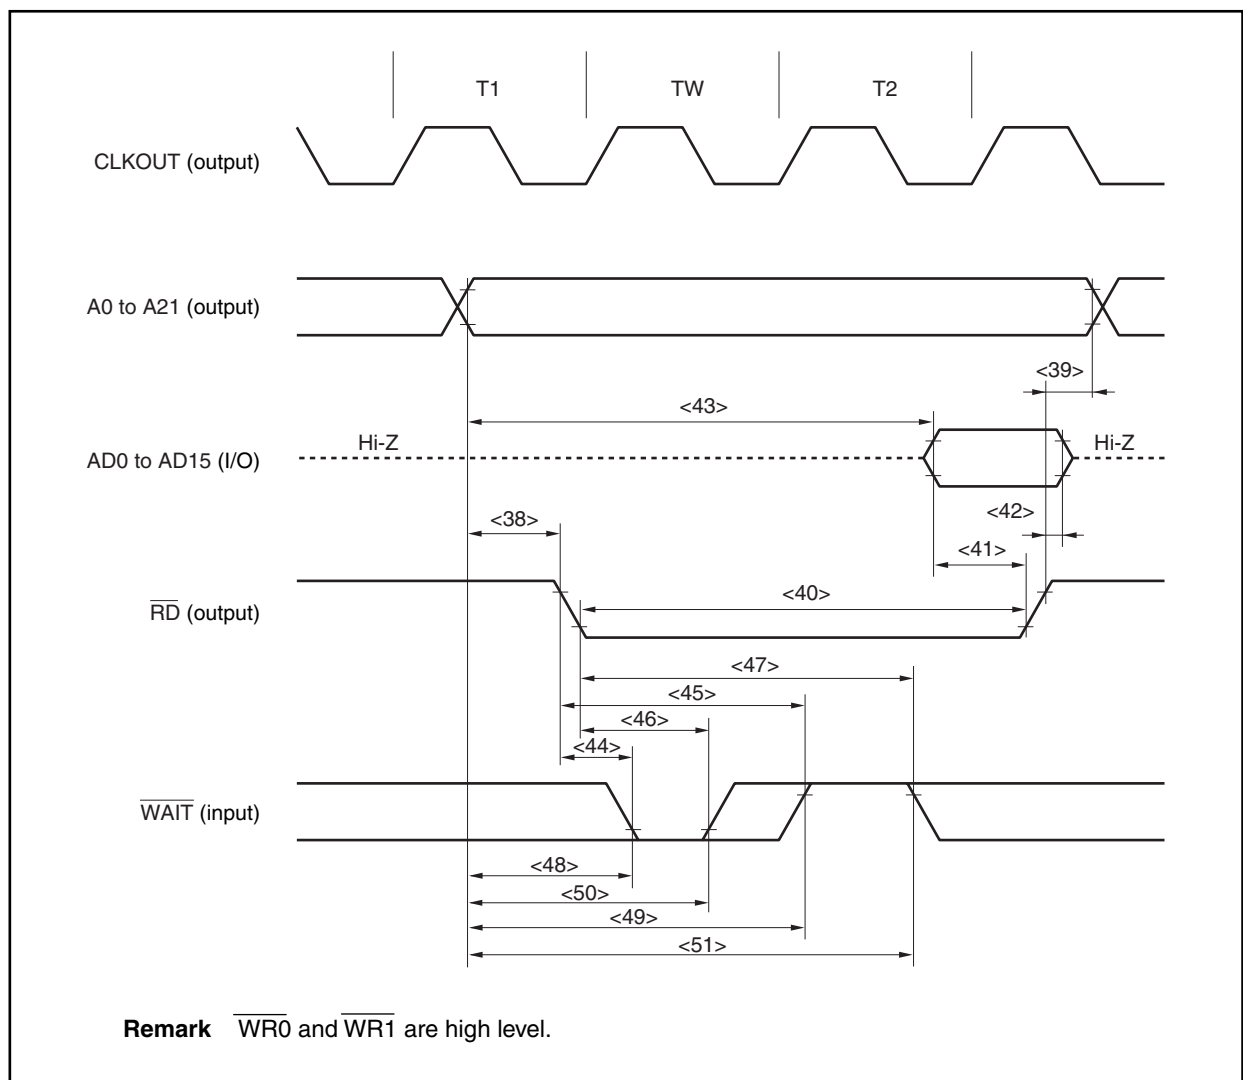 T1 TW T2
CLKOUT (output)
A0 to A21 (output)
<39>
<43>
Hi-Z Hi-Z
AD0 to AD15 (I/O)
<42>
<38>
<41>
<40>
RD (output)
<47>
<45>
<46>
<44>
WAIT (input)
<48>
<50>
<49>
<51>
Remark WR0 and WR1 are high level.